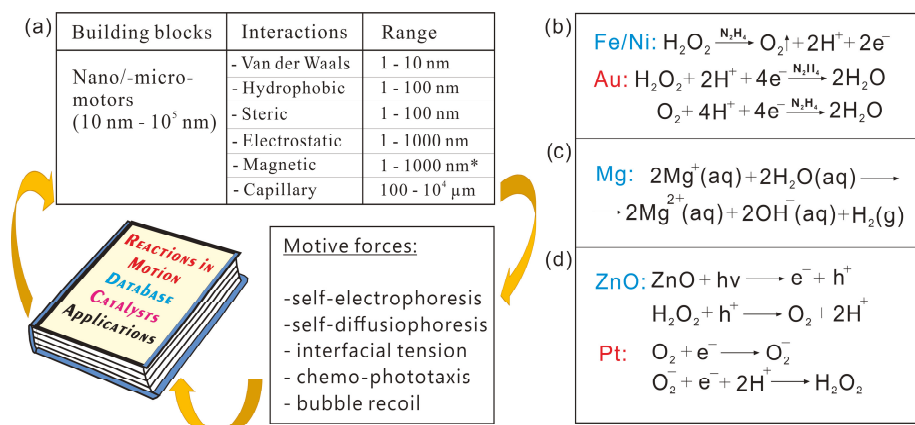 (a)
Building blocks Interactions Range
Nano/-micro-
motors
(10 nm - 10⁵ nm)
- Van der Waals 1 - 10 nm
- Hydrophobic 1 - 100 nm
- Steric 1 - 100 nm
- Electrostatic 1 - 1000 nm
- Magnetic 1 - 1000 nm*
- Capillary 100 - 10⁴ µm
REACTIONS IN
MOTION
DATABASE
CATALYSTS
APPLICATIONS
Motive forces:
-self-electrophoresis
-self-diffusiophoresis
- interfacial tension
- chemo-phototaxis
- bubble recoil
(b)
Fe/Ni: H₂O₂ —N₂H₄→ O₂↑ + 2H⁺ + 2e⁻
Au: H₂O₂ + 2H⁺ + 4e⁻ —N₂H₄→ 2H₂O
O₂ + 4H⁺ + 4e⁻ —N₂H₄→ 2H₂O
(c)
Mg: 2Mg⁺(aq) + 2H₂O(aq) →
2Mg²⁺(aq) + 2OH⁻(aq) + H₂(g)
(d)
ZnO: ZnO + hv → e⁻ + h⁺
H₂O₂ + h⁺ → O₂ + 2H⁺
Pt: O₂ + e⁻ → O₂⁻
O₂⁻ + e⁻ + 2H⁺ → H₂O₂